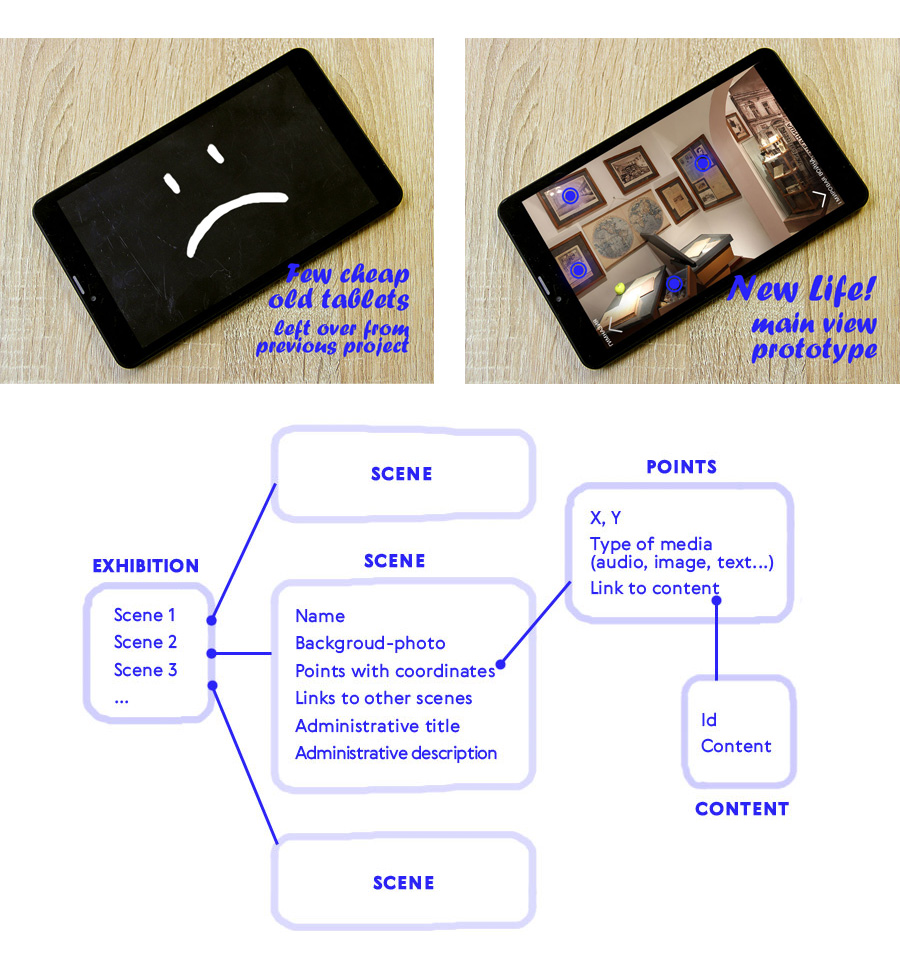 Few cheap
old tablets
left over from
previous project
New Life!
main view
prototype
SCENE
POINTS
X, Y
Type of media
(audio, image, text...)
Link to content
EXHIBITION
Scene 1
Scene 2
Scene 3
...
SCENE
Name
Backgroud-photo
Points with coordinates
Links to other scenes
Administrative title
Administrative description
Id
Content
CONTENT
SCENE